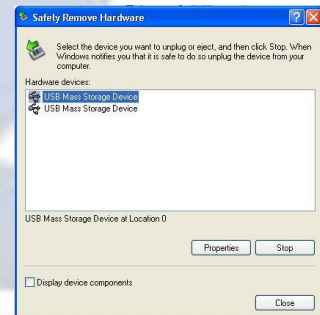 Safely Remove Hardware
Select the device you want to unplug or eject, and then click Stop. When
Windows notifies you that it is safe to do so unplug the device from your
computer.
Hardware devices:
USB Mass Storage Device
USB Mass Storage Device
USB Mass Storage Device at Location 0
Properties Stop
Display device components
Close